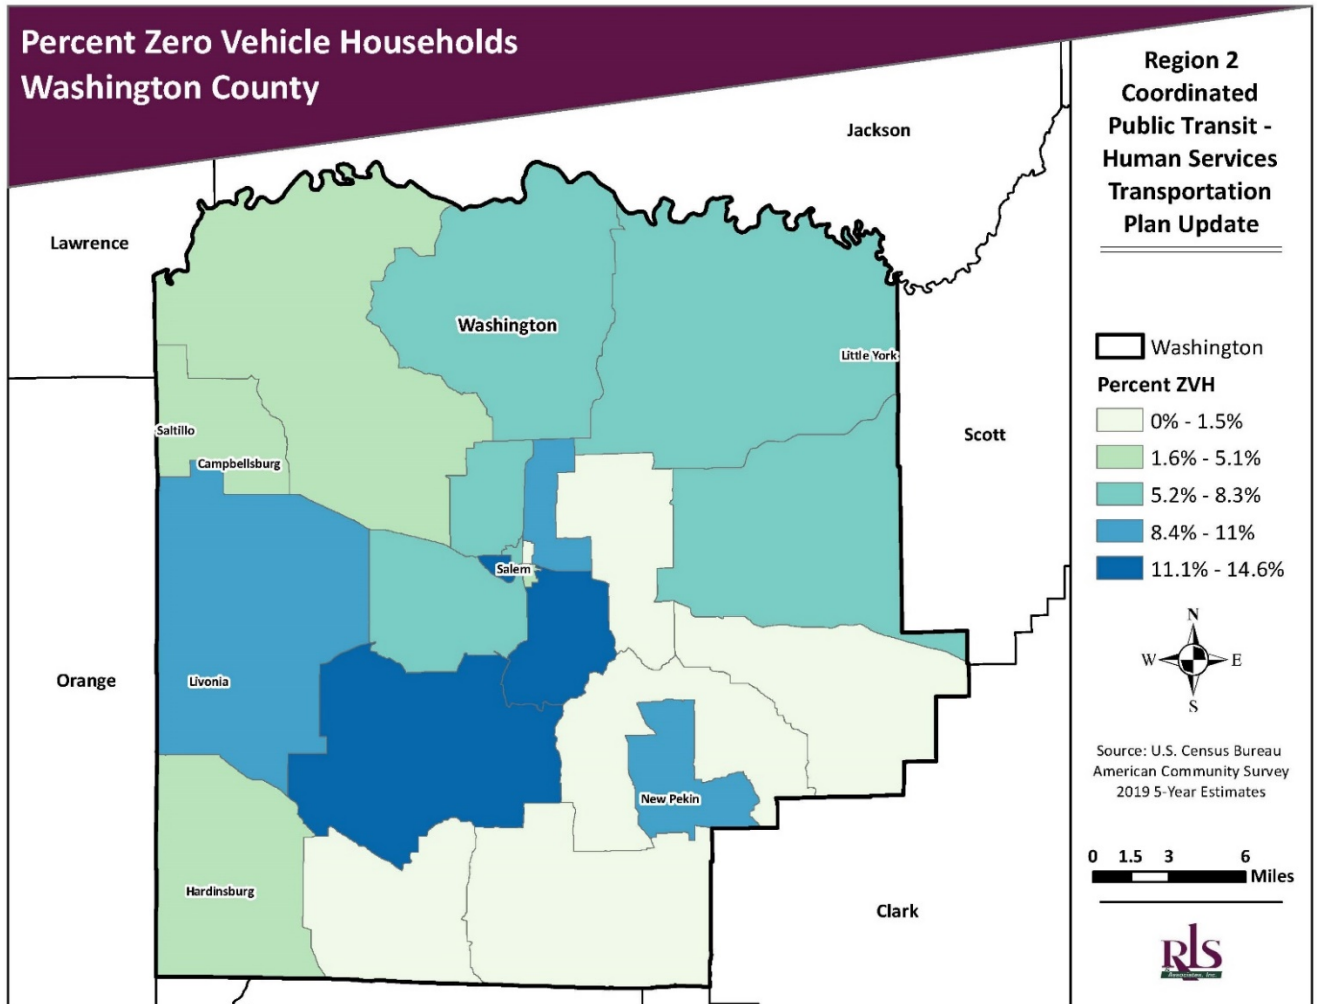 Percent Zero Vehicle Households
Washington County
Region 2
Coordinated
Public Transit -
Human Services
Transportation
Plan Update
Jackson
Lawrence
Washington
Little York
Scott
Saltillo
Campbellsburg
Salem
Orange
Livonia
New Pekin
Hardinsburg
Clark
Washington
Percent ZVH
0% - 1.5%
1.6% - 5.1%
5.2% - 8.3%
8.4% - 11%
11.1% - 14.6%
N
W E
S
Source: U.S. Census Bureau
American Community Survey
2019 5-Year Estimates
0 1.5 3 6
Miles
RLS
& Associates, Inc.